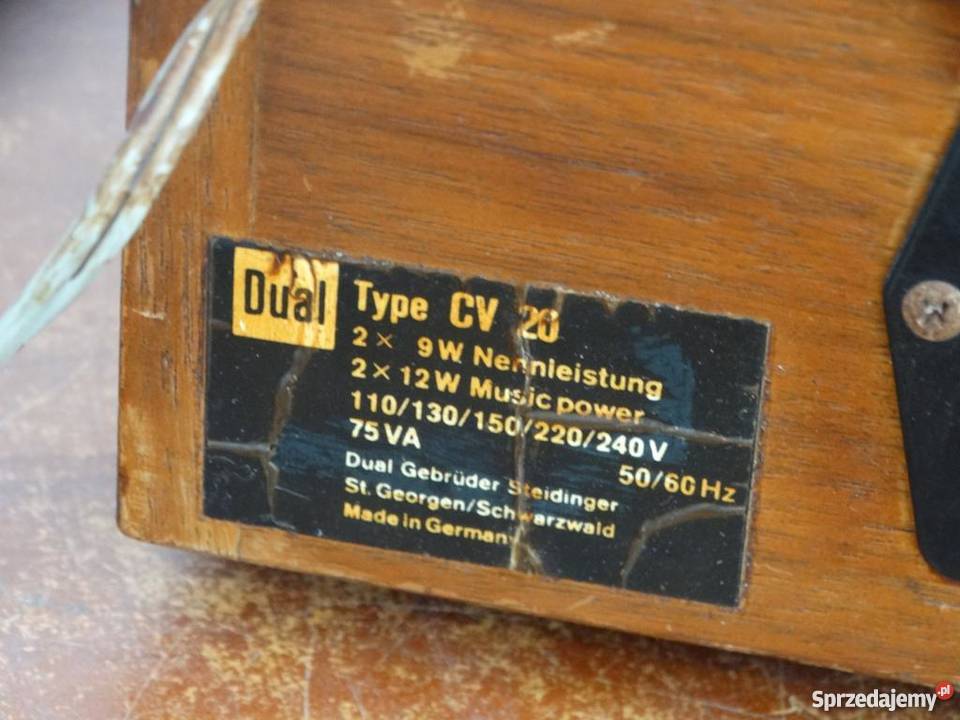 Dual
Type CV 20
2 × 9 W Nennleistung
2 × 12 W Music power
110/130/150/220/240 V
75 VA 50/60 Hz
Dual Gebrüder Steidinger
St. Georgen/Schwarzwald
Made in Germany
Sprzedajemy.pl